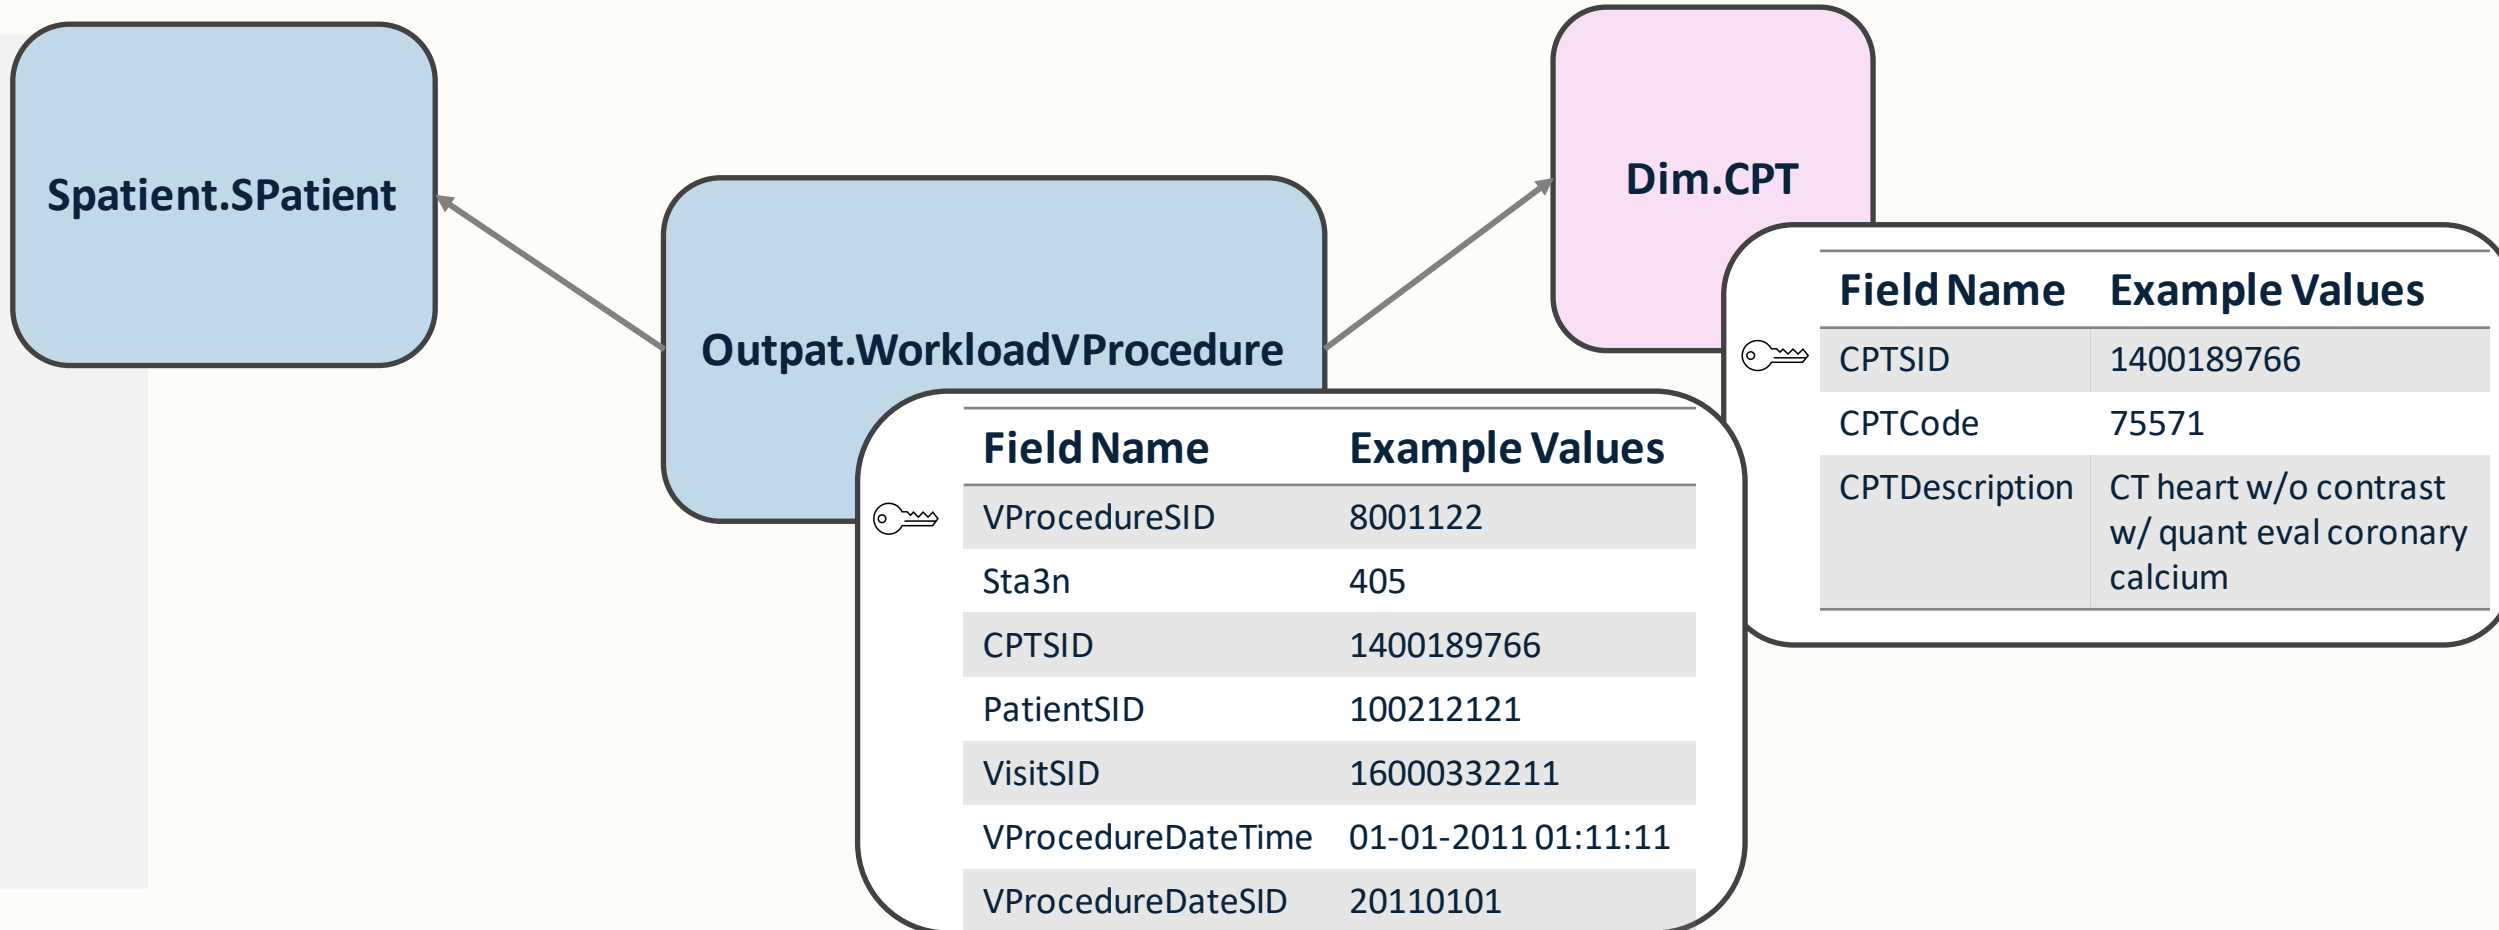 Spatient.SPatient
Outpat.WorkloadVProcedure
Dim.CPT
Field Name Example Values
CPTSID 1400189766
CPTCode 75571
CPTDescription CT heart w/o contrast
w/ quant eval coronary
calcium
Field Name Example Values
VProcedureSID 8001122
Sta3n 405
CPTSID 1400189766
PatientSID 100212121
VisitSID 16000332211
VProcedureDateTime 01-01-2011 01:11:11
VProcedureDateSID 20110101